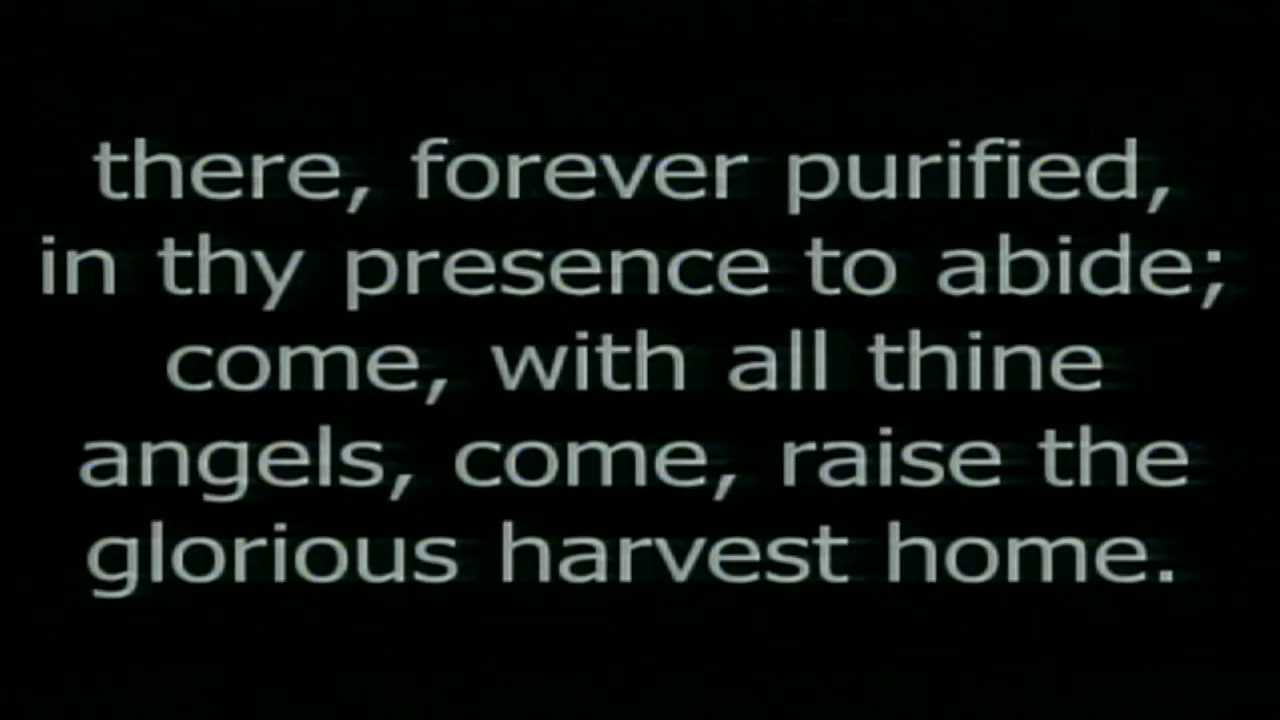 there, forever purified,
in thy presence to abide;
come, with all thine
angels, come, raise the
glorious harvest home.